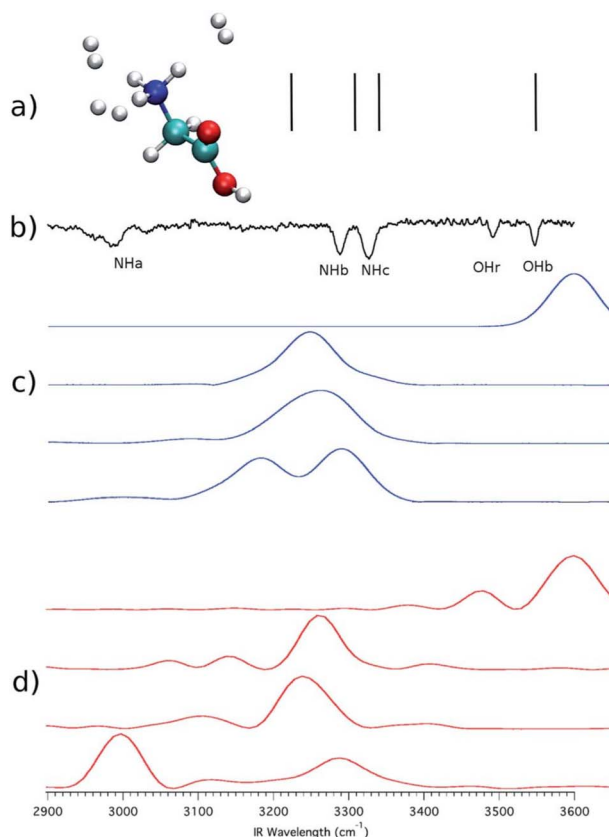 a)
b)
NHa
NHb
NHc
OHr
OHb
c)
d)
2900
3000
3100
3200
3300
3400
3500
3600
IR Wavelength (cm⁻¹)